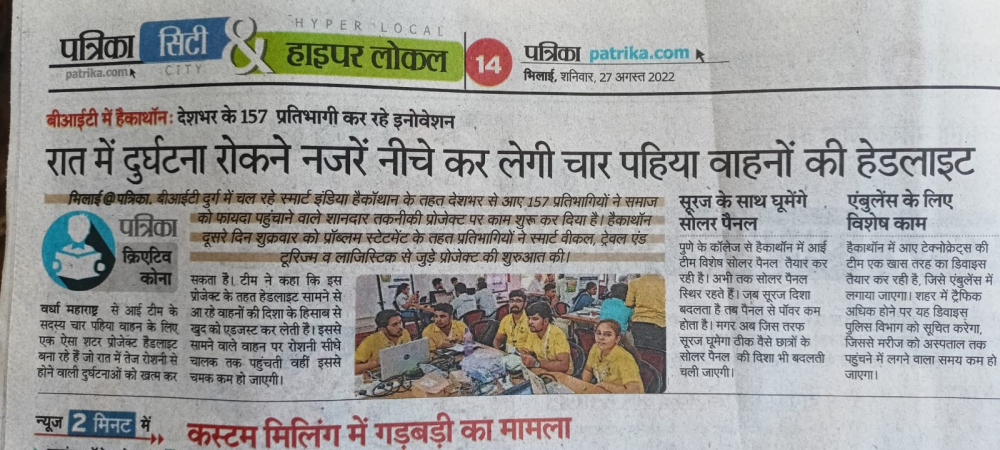 HYPER LOCAL
पत्रिका सिटी & हाइपर लोकल
patrika.com CITY
14
पत्रिका patrika.com
भिलाई, शनिवार, 27 अगस्त 2022
बीआईटी में हैकाथॉन: देशभर के 157 प्रतिभागी कर रहे इनोवेशन
रात में दुर्घटना रोकने नजरें नीचे कर लेगी चार पहिया वाहनों की हेडलाइट
भिलाई@पत्रिका. बीआईटी दुर्ग में चल रहे स्मार्ट इंडिया हैकॉथान के तहत देशभर से आए 157 प्रतिभागियों ने समाज
को फायदा पहुंचाने वाले शानदार तकनीकी प्रोजेक्ट पर काम शुरू कर दिया है। हैकाथॉन
दूसरे दिन शुक्रवार को प्रॉब्लम स्टेटमेंट के तहत प्रतिभागियों ने स्मार्ट वीकल, ट्रेवल एंड
टूरिज्म व लाजिस्टिक से जुड़े प्रोजेक्ट की शुरुआत की।
पत्रिका
क्रिएटिव
कोना
वर्धा महाराष्ट्र से आई टीम के
सदस्य चार पहिया वाहन के लिए
एक ऐसा शटर प्रोजेक्ट हैडलाइट
बना रहे हैं जो रात में तेज रोशनी से
होने वाली दुर्घटनाओं को खत्म कर
सकता है। टीम ने कहा कि इस
प्रोजेक्ट के तहत हेडलाइट सामने से
आ रहे वाहनों की दिशा के हिसाब से
खुद को एडजस्ट कर लेती है। इससे
सामने वाले वाहन पर रोशनी सीधे
चालक तक पहुंचती वहीं इससे
चमक कम हो जाएगी।
सूरज के साथ घूमेंगे
सोलर पैनल
पुणे के कॉलेज से हैकाथॉन में आई
टीम विशेष सोलर पैनल तैयार कर
रही है। अभी तक सोलर पैनल
स्थिर रहते हैं। जब सूरज दिशा
बदलता है तब पैनल से पॉवर कम
होता है। मगर अब जिस तरफ
सूरज घूमेगा ठीक वैसे छात्रों के
सोलर पैनल की दिशा भी बदलती
चली जाएगी।
एंबुलेंस के लिए
विशेष काम
हैकाथॉन में आए टेक्नोक्रेट्स की
टीम एक खास तरह का डिवाइस
तैयार कर रही है, जिसे एंबुलेंस में
लगाया जाएगा। शहर में ट्रैफिक
अधिक होने पर यह डिवाइस
पुलिस विभाग को सूचित करेगा,
जिससे मरीज को अस्पताल तक
पहुंचने में लगने वाला समय कम हो
जाएगा।
न्यूज 2 मिनट में
कस्टम मिलिंग में गड़बड़ी का मामला